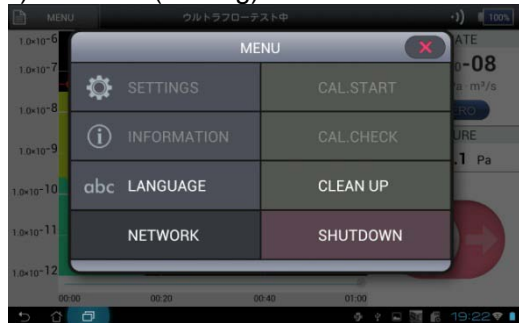 MENU
ウルトラフローテスト中
100%
MENU
SETTINGS
CAL.START
INFORMATION
CAL.CHECK
abc LANGUAGE
CLEAN UP
NETWORK
SHUTDOWN
1.0×10-6
1.0×10-7
1.0×10-8
1.0×10-9
1.0×10-10
1.0×10-11
1.0×10-12
-08
m³/s
.1 Pa
00:00 00:20 00:40 01:00
19:22